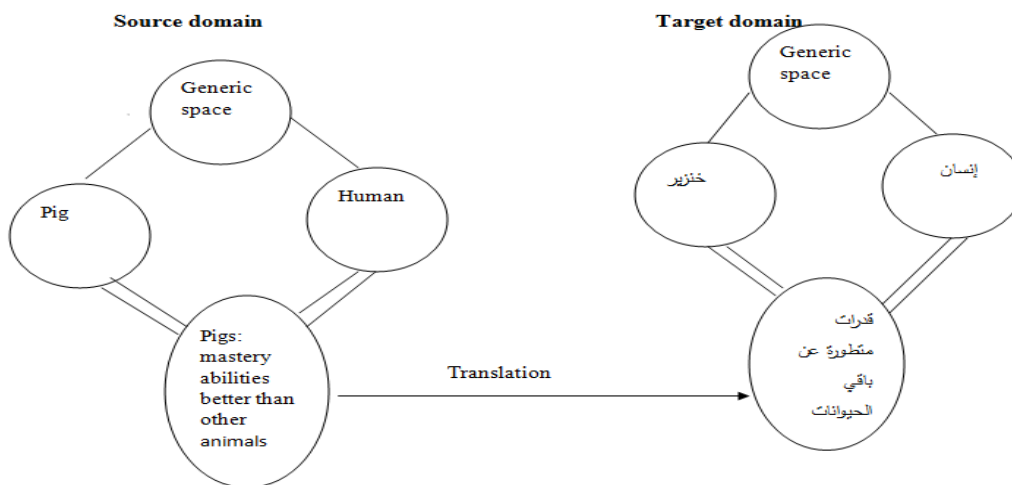 Source domain
Target domain
Generic
space
Generic
space
Pig
Human
خنزير
إنسان
Pigs:
mastery
abilities
better than
other
animals
Translation
قدرات
متطورة عن
باقي
الحيوانات